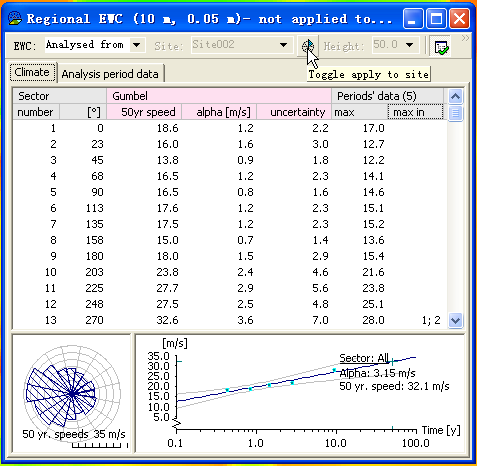 Regional EWC (10 m, 0.05 m)- not applied to...
EWC: Analysed from Site: Site002 Height: 50.0
Toggle apply to site
Climate Analysis period data
Sector Gumbel Periods' data (5)
number [°] 50yr speed alpha [m/s] uncertainty max max in
1 0 18.6 1.2 2.2 17.0
2 23 16.0 1.6 3.0 12.7
3 45 13.8 0.9 1.8 12.2
4 68 16.5 1.2 2.3 14.1
5 90 16.5 0.8 1.6 14.6
6 113 17.6 1.2 2.3 15.1
7 135 17.5 1.2 2.3 15.2
8 158 15.0 0.7 1.4 13.6
9 180 18.0 1.5 2.9 15.4
10 203 23.8 2.4 4.6 21.6
11 225 27.7 2.9 5.6 23.8
12 248 27.5 2.5 4.8 25.1
13 270 32.6 3.6 7.0 28.0 1; 2
50 yr. speeds 35 m/s
[m/s]
35.0
30.0
25.0
20.0
15.0
10.0
5.0
Sector: All
Alpha: 3.15 m/s
50 yr. speed: 32.1 m/s
Time [y]
0.1 1.0 10.0 100.0